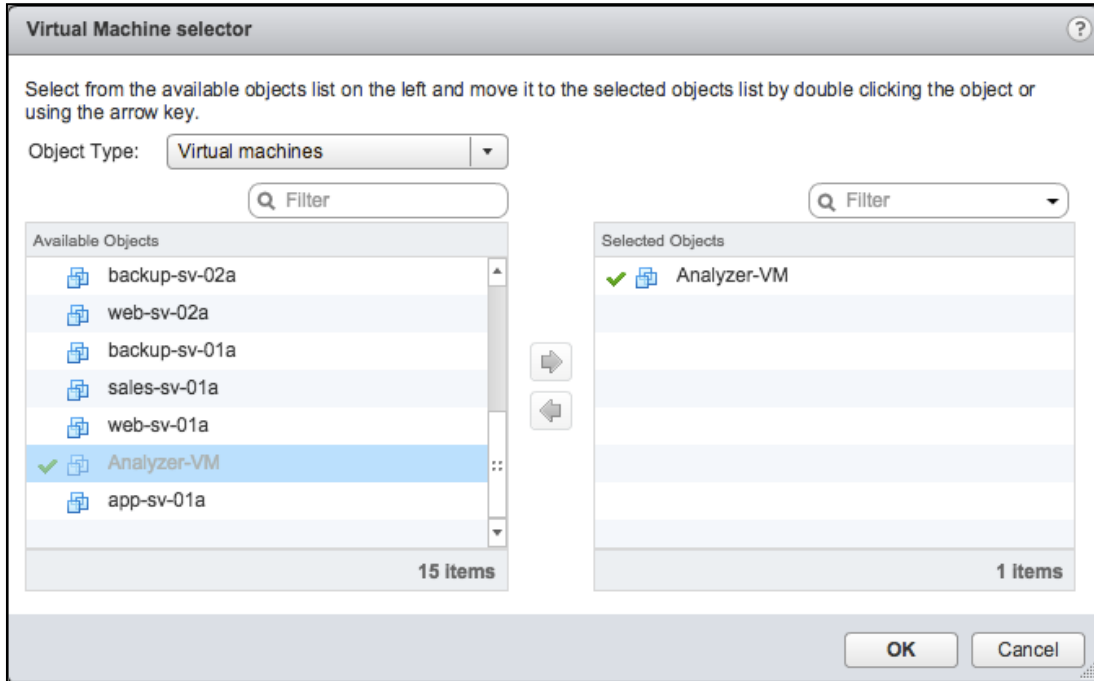 Virtual Machine selector
?
Select from the available objects list on the left and move it to the selected objects list by double clicking the object or
using the arrow key.
Object Type: Virtual machines
Filter
Filter
Available Objects
backup-sv-02a
web-sv-02a
backup-sv-01a
sales-sv-01a
web-sv-01a
Analyzer-VM
app-sv-01a
15 items
Selected Objects
Analyzer-VM
1 items
OK
Cancel